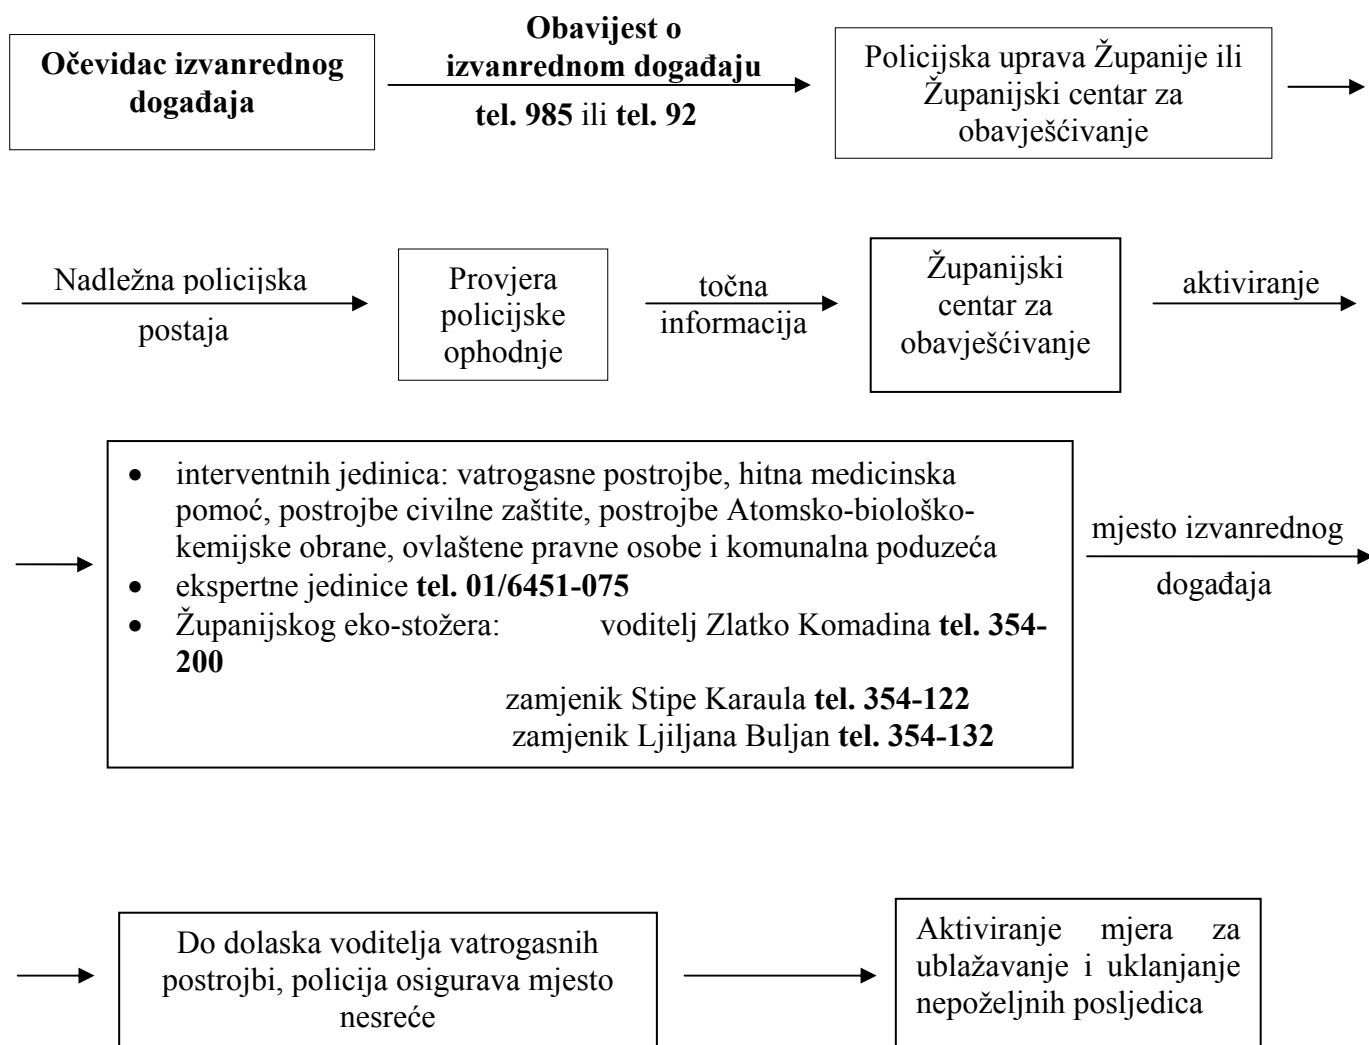 Očevidac izvanrednog
događaja
Obavijest o
izvanrednom događaju
tel. 985 ili tel. 92
Policijska uprava Županije ili
Županijski centar za
obavješćivanje
Nadležna policijska
postaja
Provjera
policijske
ophodnje
točna
informacija
Županijski
centar za
obavješćivanje
aktiviranje
• interventnih jedinica: vatrogasne postrojbe, hitna medicinska
pomoć, postrojbe civilne zaštite, postrojbe Atomsko-biološko-
kemijske obrane, ovlaštene pravne osobe i komunalna poduzeća
• ekspertne jedinice tel. 01/6451-075
• Županijskog eko-stožera: voditelj Zlatko Komadina tel. 354-
200
zamjenik Stipe Karaula tel. 354-122
zamjenik Ljiljana Buljan tel. 354-132
mjesto izvanrednog
događaja
Do dolaska voditelja vatrogasnih
postrojbi, policija osigurava mjesto
nesreće
Aktiviranje mjera za
ublažavanje i uklanjanje
nepoželjnih posljedica